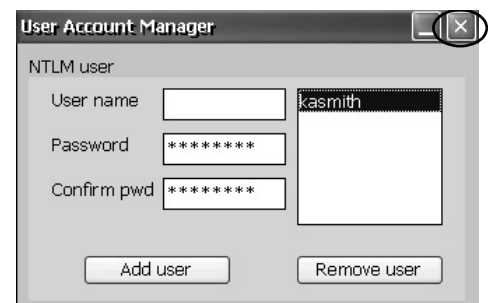 User Account Manager
NTLM user
User name
kasmith
Password ********
Confirm pwd ********
Add user Remove user